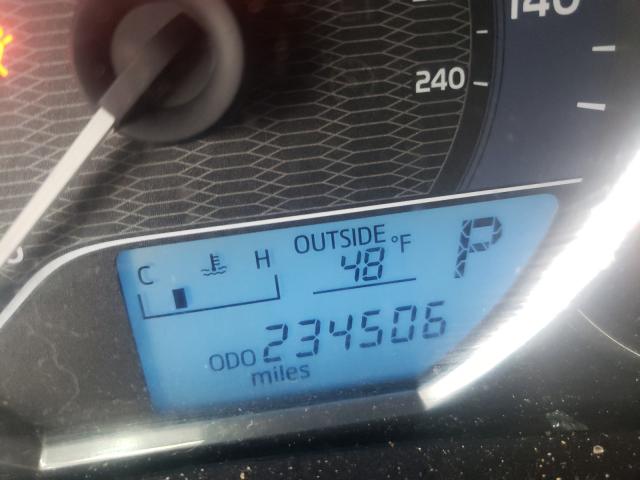 140
240
OUTSIDE °F
C H 48 P
ODO 234506
miles